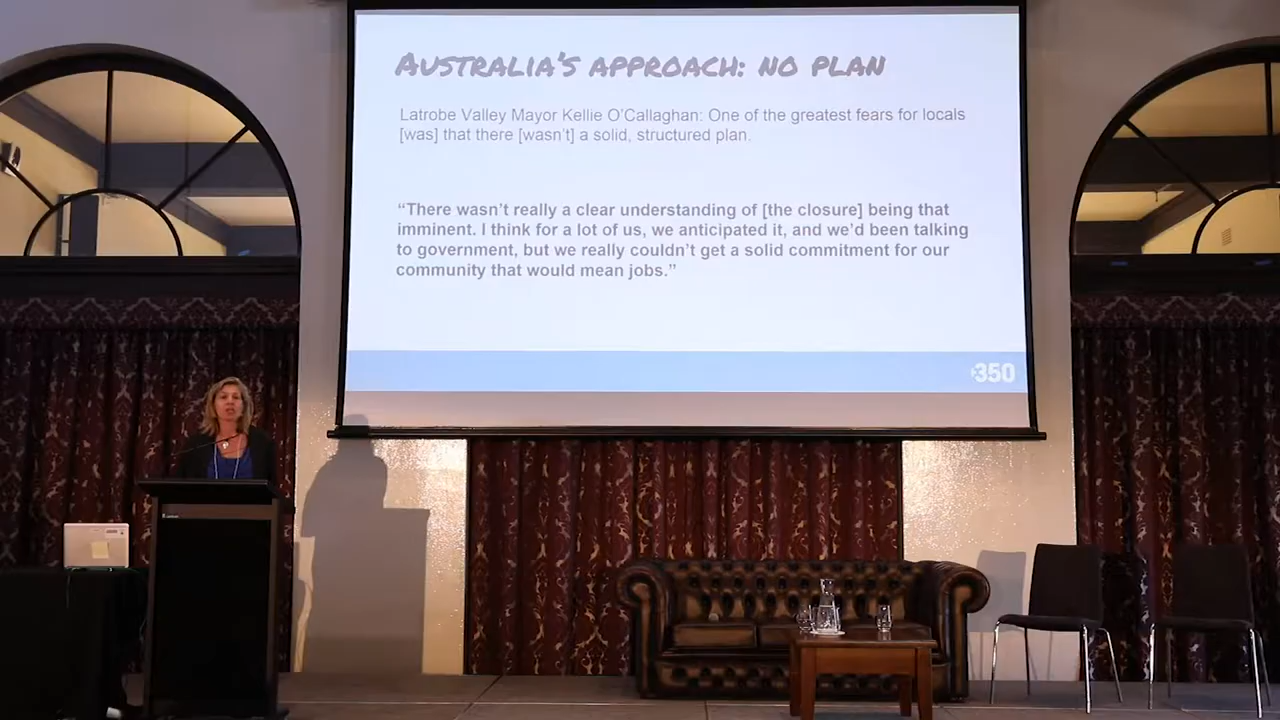 AUSTRALIA'S APPROACH: NO PLAN
Latrobe Valley Mayor Kellie O'Callaghan: One of the greatest fears for locals
[was] that there [wasn't] a solid, structured plan.
“There wasn't really a clear understanding of [the closure] being that
imminent. I think for a lot of us, we anticipated it, and we'd been talking
to government, but we really couldn't get a solid commitment for our
community that would mean jobs.”
350